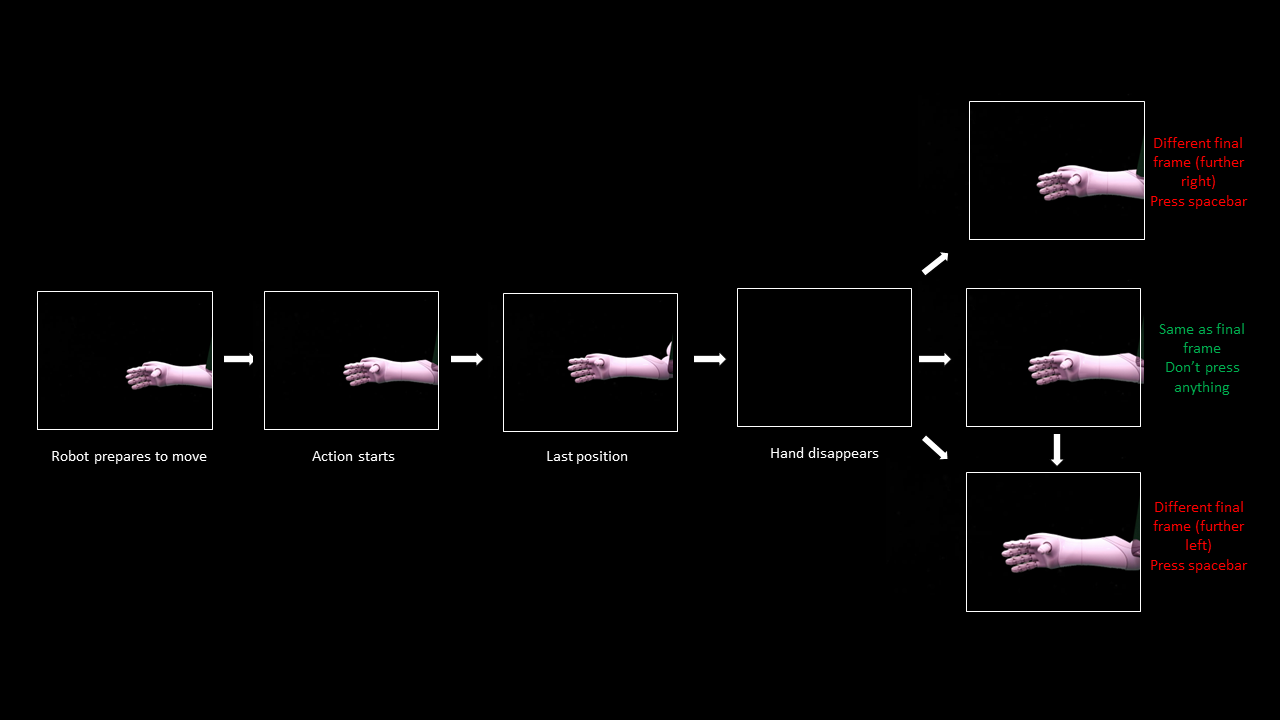 Robot prepares to move
Action starts
Last position
Hand disappears
Different final
frame (further
right)
Press spacebar
Same as final
frame
Don't press
anything
Different final
frame (further
left)
Press spacebar